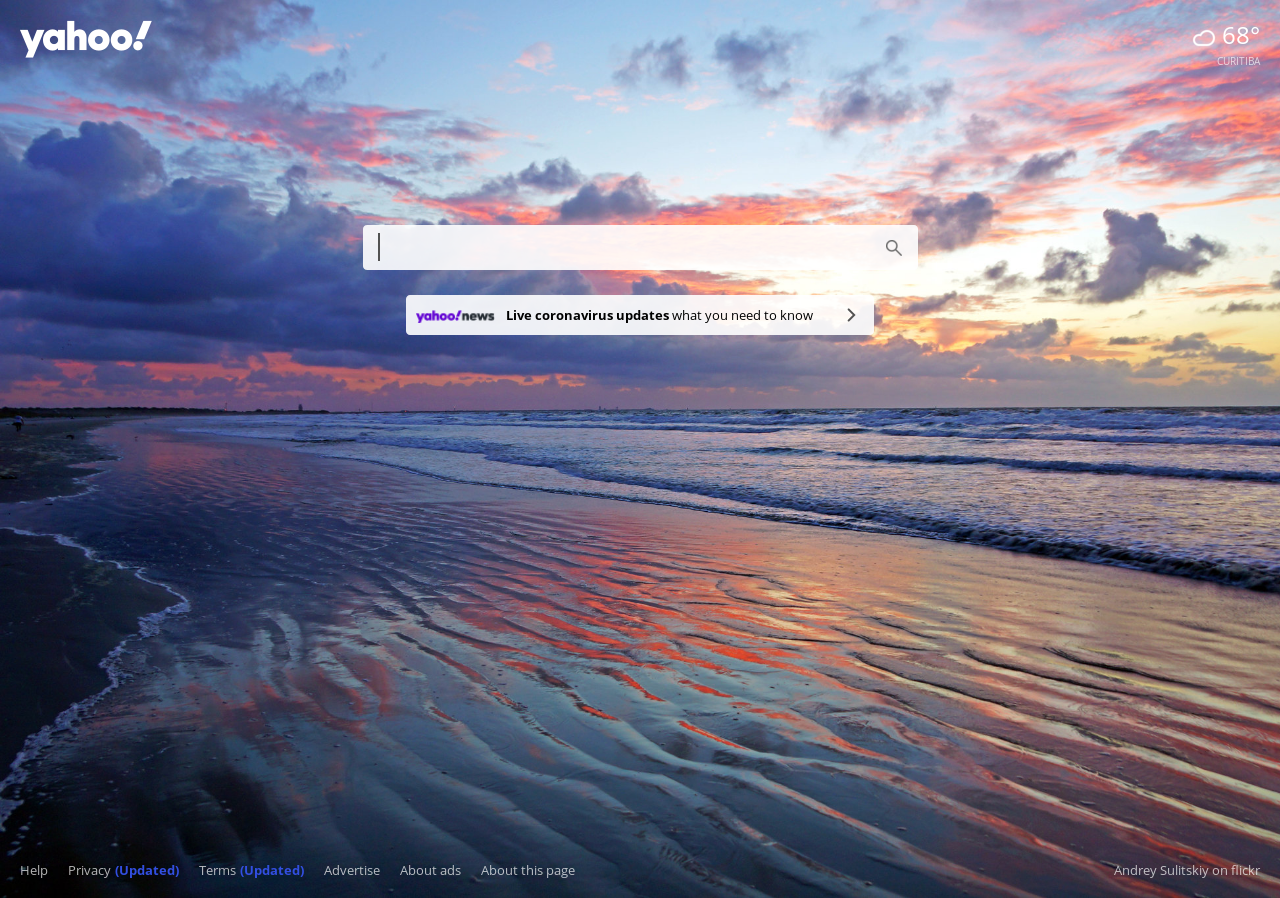 yahoo!
68°
CURITIBA
yahoo!news Live coronavirus updates what you need to know
Help Privacy (Updated) Terms (Updated) Advertise About ads About this page Andrey Sulitskiy on flickr